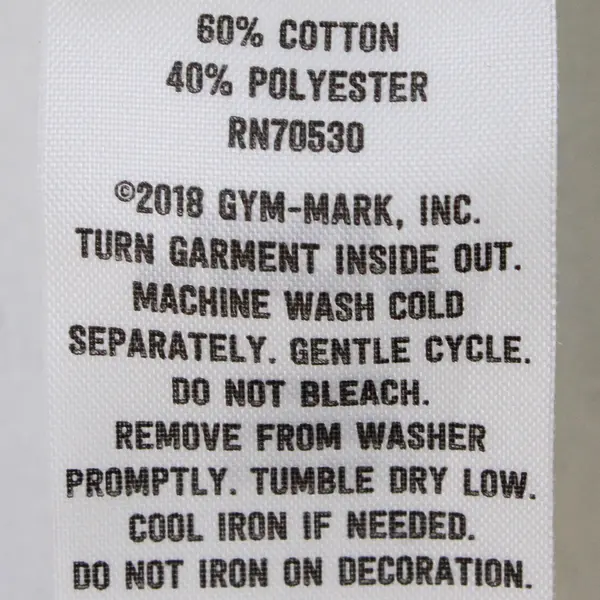 60% COTTON
40% POLYESTER
RN70530
©2018 GYM-MARK, INC.
TURN GARMENT INSIDE OUT.
MACHINE WASH COLD
SEPARATELY. GENTLE CYCLE.
DO NOT BLEACH.
REMOVE FROM WASHER
PROMPTLY. TUMBLE DRY LOW.
COOL IRON IF NEEDED.
DO NOT IRON ON DECORATION.